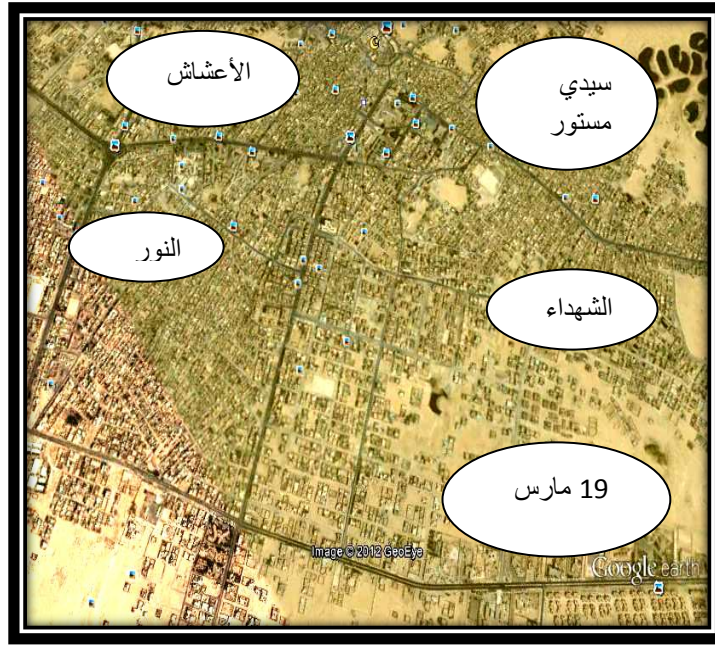 الأعشاش
سيدي
مستور
النور
الشهداء
19 مارس
Image © 2012 GeoEye
Google earth